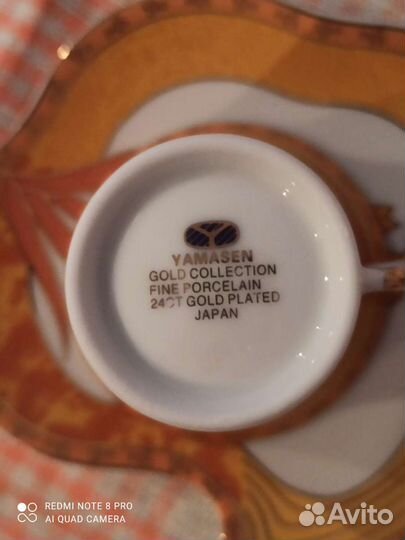 YAMASEN
GOLD COLLECTION
FINE PORCELAIN
24CT GOLD PLATED
JAPAN
REDMI NOTE 8 PRO
AI QUAD CAMERA
Avito